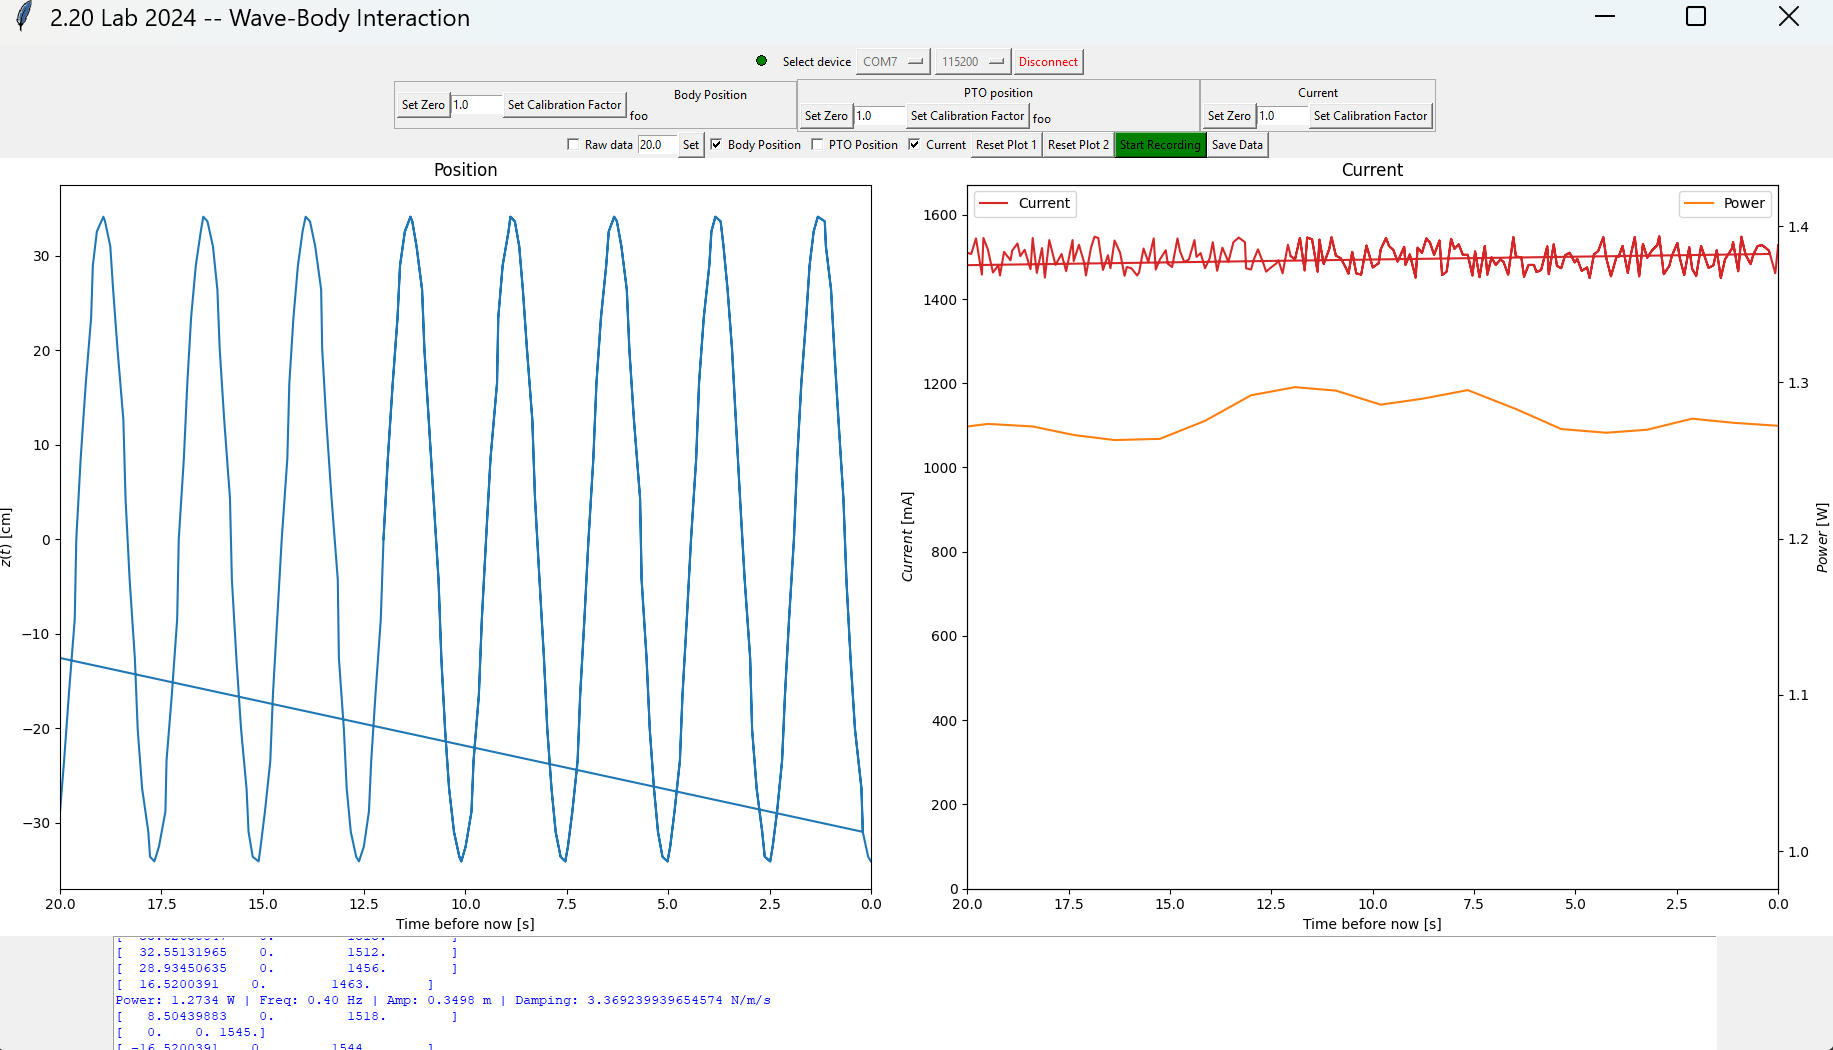 2.20 Lab 2024 -- Wave-Body Interaction
Select device COM7 115200 Disconnect
Body Position
Set Zero 1.0 Set Calibration Factor foo
PTO position
Set Zero 1.0 Set Calibration Factor foo
Current
Set Zero 1.0 Set Calibration Factor
Raw data 20.0 Set Body Position PTO Position Current Reset Plot 1 Reset Plot 2 Start Recording Save Data
Position
30
20
10
0
−10
−20
−30
z(t) [cm]
20.0 17.5 15.0 12.5 10.0 7.5 5.0 2.5 0.0
Time before now [s]
Current
Current
Power
1600
1400
1200
1000
800
600
400
200
0
Current [mA]
1.4
1.3
1.2
1.1
1.0
Power [W]
20.0 17.5 15.0 12.5 10.0 7.5 5.0 2.5 0.0
Time before now [s]
[ 32.55131965 0. 1512. ]
[ 28.93450635 0. 1456. ]
[ 16.5200391 0. 1463. ]
Power: 1.2734 W | Freq: 0.40 Hz | Amp: 0.3498 m | Damping: 3.369239939654574 N/m/s
[ 8.50439883 0. 1518. ]
[ 0. 0. 1545.]
[ -16.5200391 0. 1544. ]